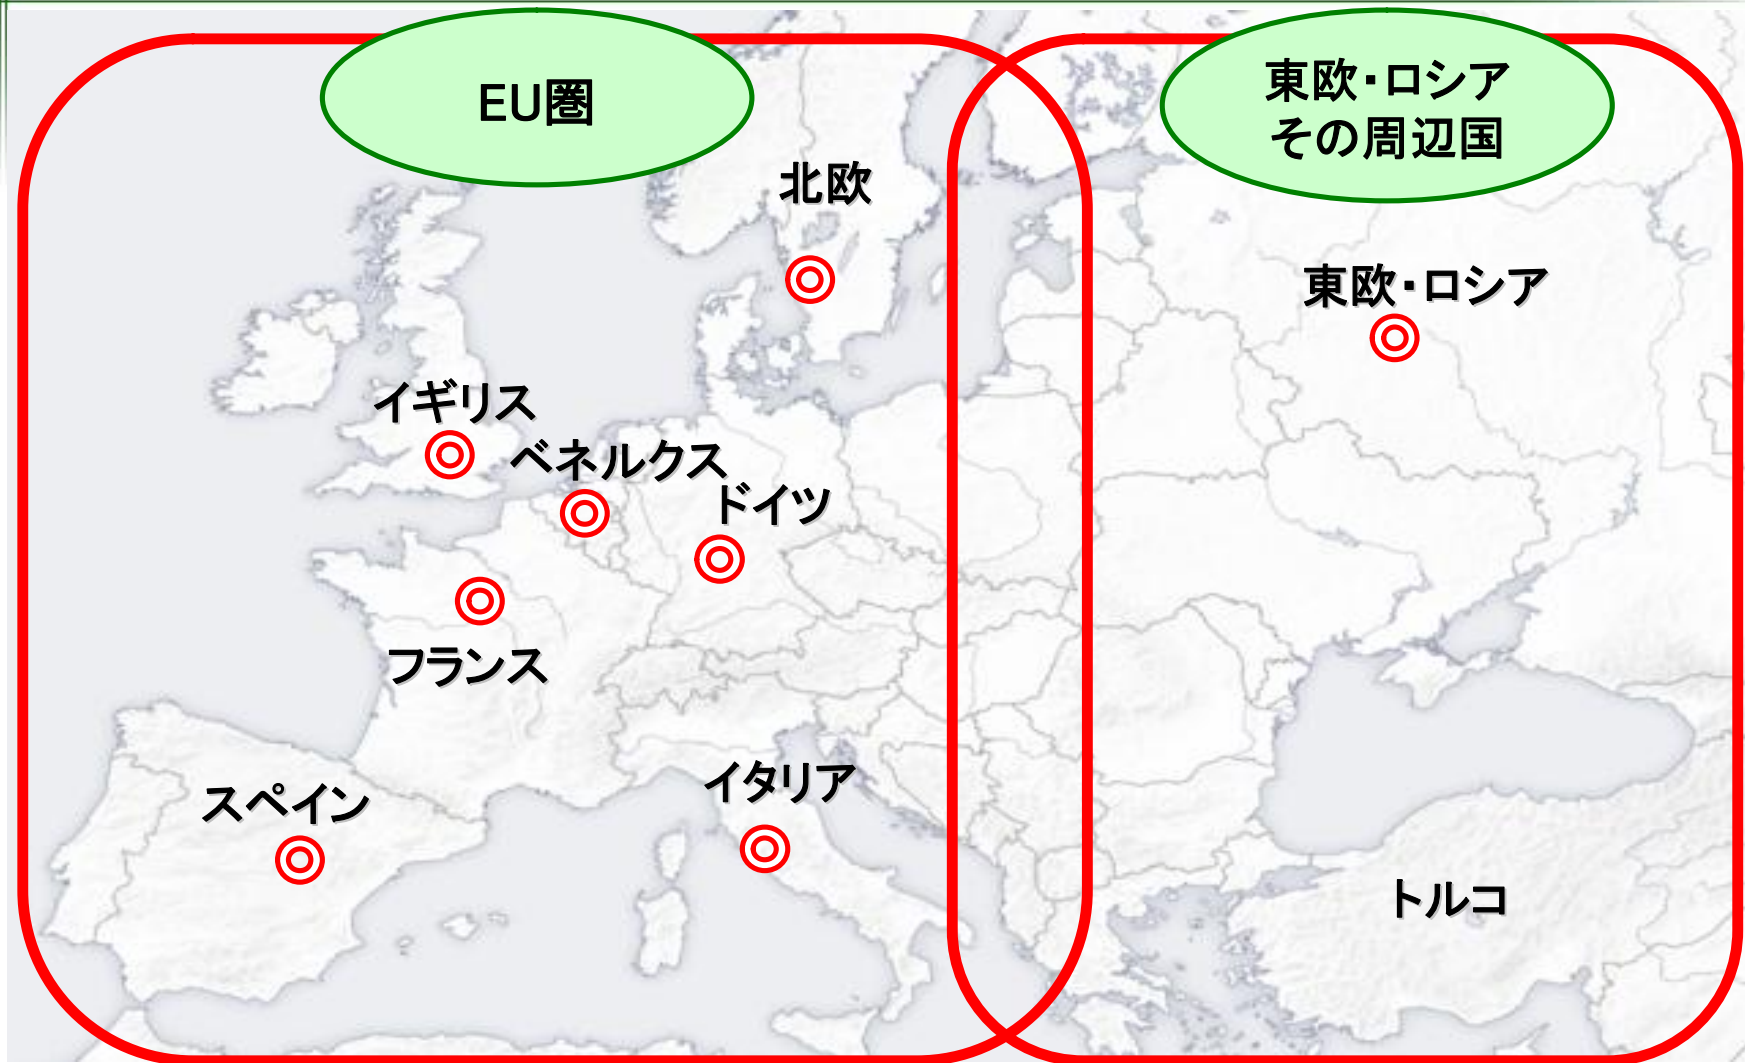 EU圏
東欧・ロシア
その周辺国
北欧
東欧・ロシア
イギリス
ベネルクス
ドイツ
フランス
イタリア
スペイン
トルコ